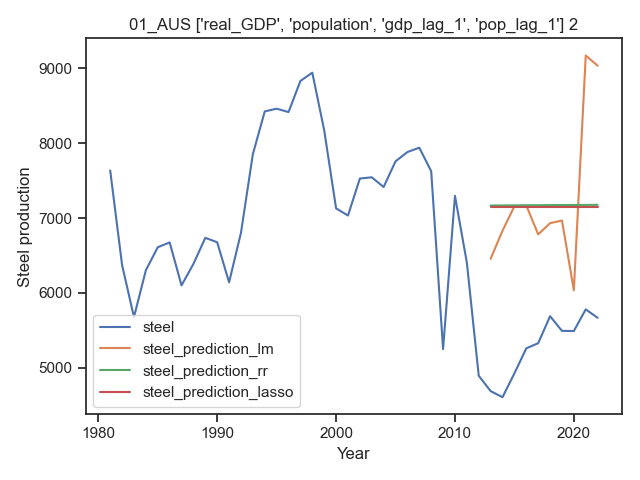 01_AUS ['real_GDP', 'population', 'gdp_lag_1', 'pop_lag_1'] 2
9000
8000
7000
6000
5000
Steel production
steel
steel_prediction_lm
steel_prediction_rr
steel_prediction_lasso
1980
1990
2000
2010
2020
Year